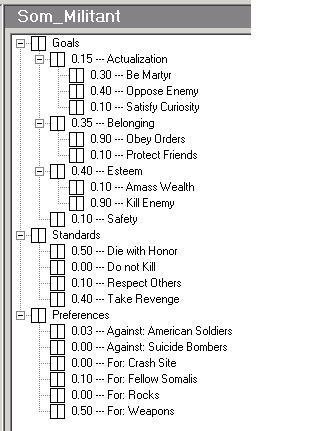 Som_Militant
Goals
0.15 --- Actualization
0.30 --- Be Martyr
0.40 --- Oppose Enemy
0.10 --- Satisfy Curiosity
0.35 --- Belonging
0.90 --- Obey Orders
0.10 --- Protect Friends
0.40 --- Esteem
0.10 --- Amass Wealth
0.90 --- Kill Enemy
0.10 --- Safety
Standards
0.50 --- Die with Honor
0.00 --- Do not Kill
0.10 --- Respect Others
0.40 --- Take Revenge
Preferences
0.03 --- Against: American Soldiers
0.00 --- Against: Suicide Bombers
0.00 --- For: Crash Site
0.10 --- For: Fellow Somalis
0.00 --- For: Rocks
0.50 --- For: Weapons